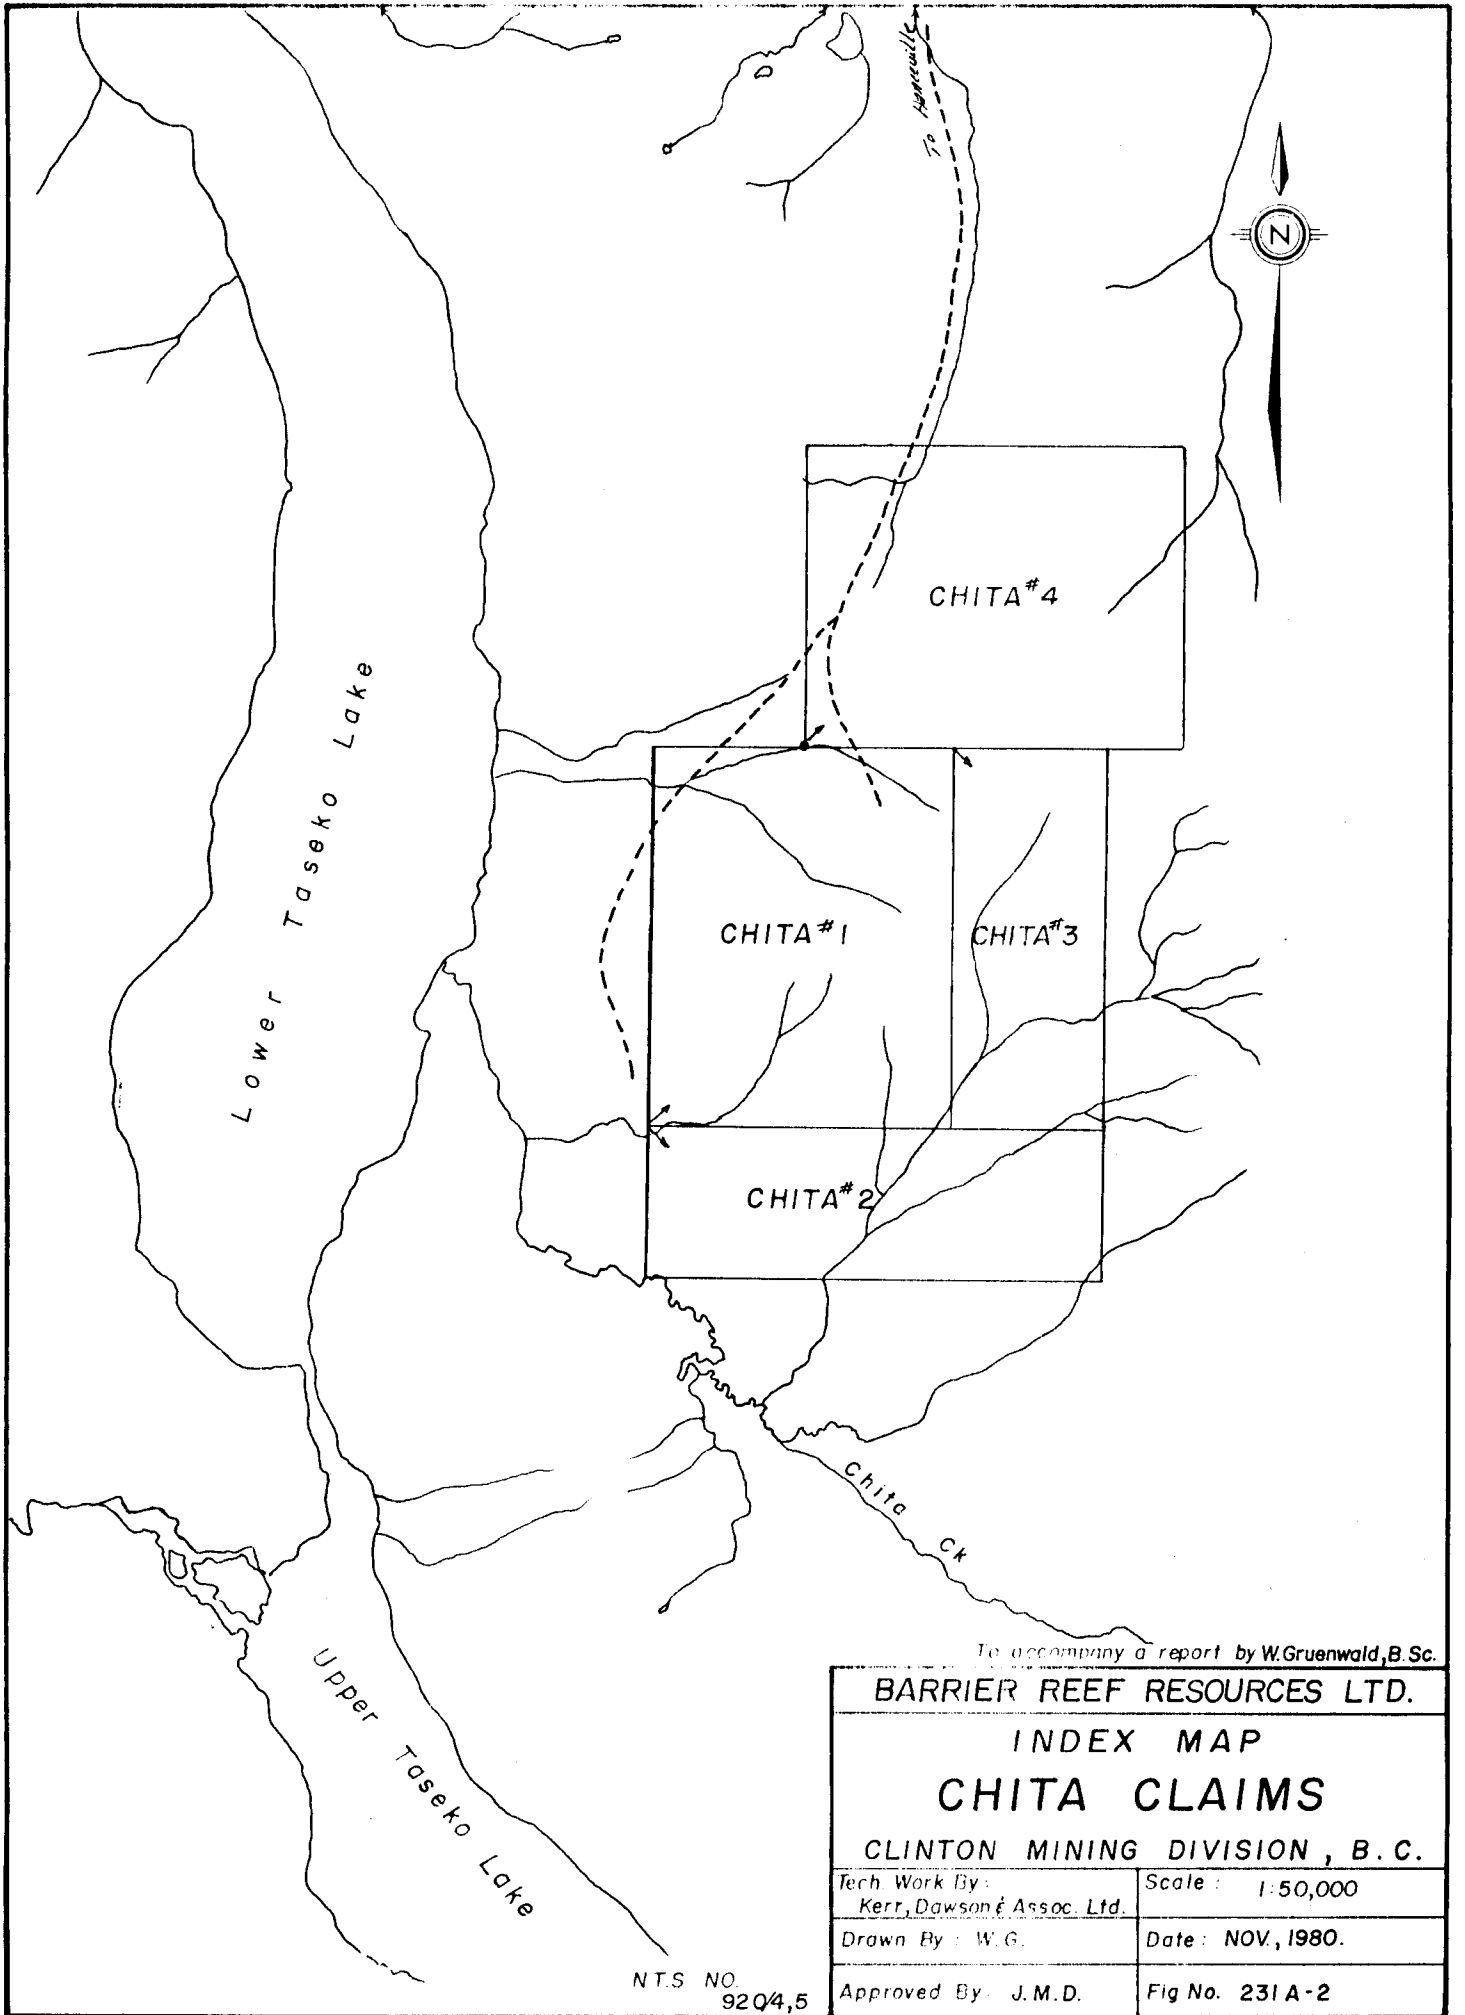 To Hanceville
N
CHITA #4
Lower Taseko Lake
CHITA #1
CHITA #3
CHITA #2
Chita Ck
Upper Taseko Lake
To accompany a report by W.Gruenwald, B.Sc.
BARRIER REEF RESOURCES LTD.
INDEX MAP
CHITA CLAIMS
CLINTON MINING DIVISION, B.C.
Tech. Work By:
Kerr, Dawson & Assoc. Ltd.
Scale: 1:50,000
Drawn By: W.G.
Date: NOV., 1980.
Approved By: J.M.D.
Fig No. 231 A-2
N.T.S NO.
92 O/4,5